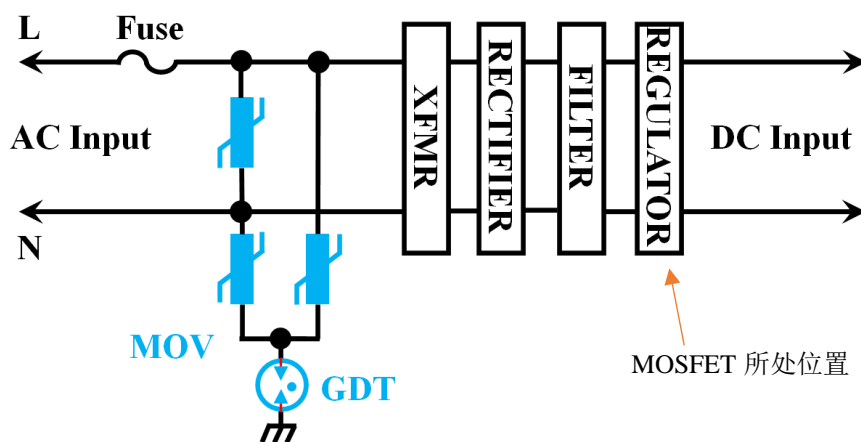 L
Fuse
AC Input
N
XFMR
RECTIFIER
FILTER
REGULATOR
DC Input
MOV
GDT
MOSFET 所处位置